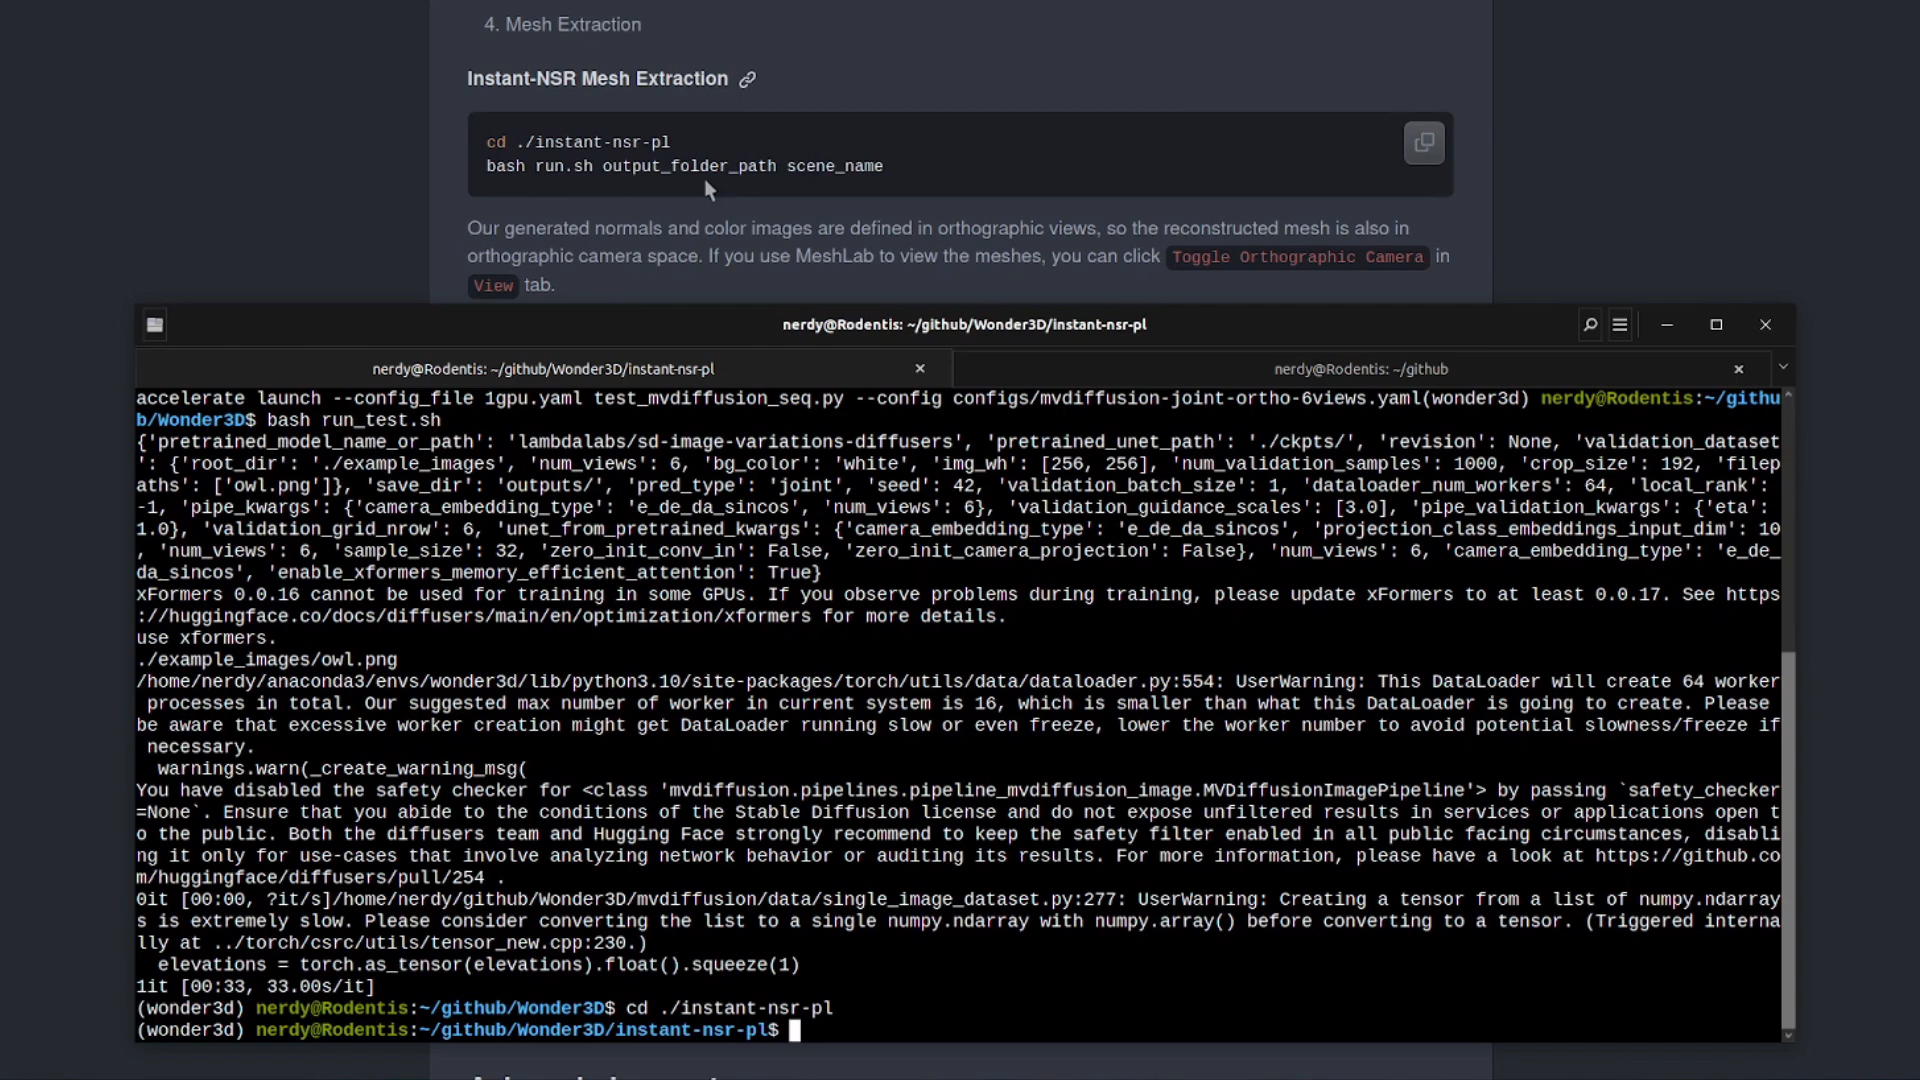 4. Mesh Extraction
Instant-NSR Mesh Extraction
cd ./instant-nsr-pl
bash run.sh output_folder_path scene_name
Our generated normals and color images are defined in orthographic views, so the reconstructed mesh is also in
orthographic camera space. If you use MeshLab to view the meshes, you can click Toggle Orthographic Camera in
View tab.
nerdy@Rodentis: ~/github/Wonder3D/instant-nsr-pl
nerdy@Rodentis: ~/github/Wonder3D/instant-nsr-pl
nerdy@Rodentis: ~/github
accelerate launch --config_file 1gpu.yaml test_mvdiffusion_seq.py --config configs/mvdiffusion-joint-ortho-6views.yaml(wonder3d) nerdy@Rodentis:~/githu
b/Wonder3D$ bash run_test.sh
{'pretrained_model_name_or_path': 'lambdalabs/sd-image-variations-diffusers', 'pretrained_unet_path': './ckpts/', 'revision': None, 'validation_dataset
': {'root_dir': './example_images', 'num_views': 6, 'bg_color': 'white', 'img_wh': [256, 256], 'num_validation_samples': 1000, 'crop_size': 192, 'filep
aths': ['owl.png']}, 'save_dir': 'outputs/', 'pred_type': 'joint', 'seed': 42, 'validation_batch_size': 1, 'dataloader_num_workers': 64, 'local_rank':
-1, 'pipe_kwargs': {'camera_embedding_type': 'e_de_da_sincos', 'num_views': 6}, 'validation_guidance_scales': [3.0], 'pipe_validation_kwargs': {'eta':
1.0}, 'validation_grid_nrow': 6, 'unet_from_pretrained_kwargs': {'camera_embedding_type': 'e_de_da_sincos', 'projection_class_embeddings_input_dim': 10
, 'num_views': 6, 'sample_size': 32, 'zero_init_conv_in': False, 'zero_init_camera_projection': False}, 'num_views': 6, 'camera_embedding_type': 'e_de_
da_sincos', 'enable_xformers_memory_efficient_attention': True}
xFormers 0.0.16 cannot be used for training in some GPUs. If you observe problems during training, please update xFormers to at least 0.0.17. See https
://huggingface.co/docs/diffusers/main/en/optimization/xformers for more details.
use xformers.
./example_images/owl.png
/home/nerdy/anaconda3/envs/wonder3d/lib/python3.10/site-packages/torch/utils/data/dataloader.py:554: UserWarning: This DataLoader will create 64 worker
processes in total. Our suggested max number of worker in current system is 16, which is smaller than what this DataLoader is going to create. Please
be aware that excessive worker creation might get DataLoader running slow or even freeze, lower the worker number to avoid potential slowness/freeze if
necessary.
warnings.warn(_create_warning_msg(
You have disabled the safety checker for <class 'mvdiffusion.pipelines.pipeline_mvdiffusion_image.MVDiffusionImagePipeline'> by passing `safety_checker
=None`. Ensure that you abide to the conditions of the Stable Diffusion license and do not expose unfiltered results in services or applications open t
o the public. Both the diffusers team and Hugging Face strongly recommend to keep the safety filter enabled in all public facing circumstances, disabli
ng it only for use-cases that involve analyzing network behavior or auditing its results. For more information, please have a look at https://github.co
m/huggingface/diffusers/pull/254 .
0it [00:00, ?it/s]/home/nerdy/github/Wonder3D/mvdiffusion/data/single_image_dataset.py:277: UserWarning: Creating a tensor from a list of numpy.ndarray
s is extremely slow. Please consider converting the list to a single numpy.ndarray with numpy.array() before converting to a tensor. (Triggered interna
lly at ../torch/csrc/utils/tensor_new.cpp:230.)
elevations = torch.as_tensor(elevations).float().squeeze(1)
1it [00:33, 33.00s/it]
(wonder3d) nerdy@Rodentis:~/github/Wonder3D$ cd ./instant-nsr-pl
(wonder3d) nerdy@Rodentis:~/github/Wonder3D/instant-nsr-pl$